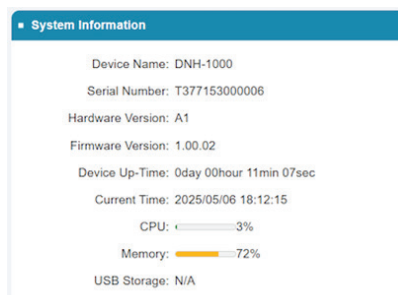 System Information
Device Name: DNH-1000
Serial Number: T377153000006
Hardware Version: A1
Firmware Version: 1.00.02
Device Up-Time: 0day 00hour 11min 07sec
Current Time: 2025/05/06 18:12:15
CPU: 3%
Memory: 72%
USB Storage: N/A